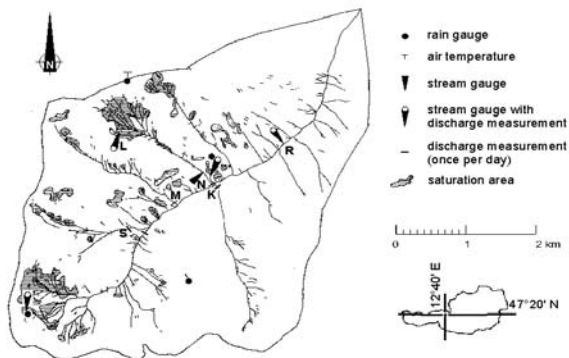 N
L
R
N
M
K
S
rain gauge
air temperature
stream gauge
stream gauge with
discharge measurement
discharge measurement
(once per day)
saturation area
0 1 2 km
12°40' E
47°20' N